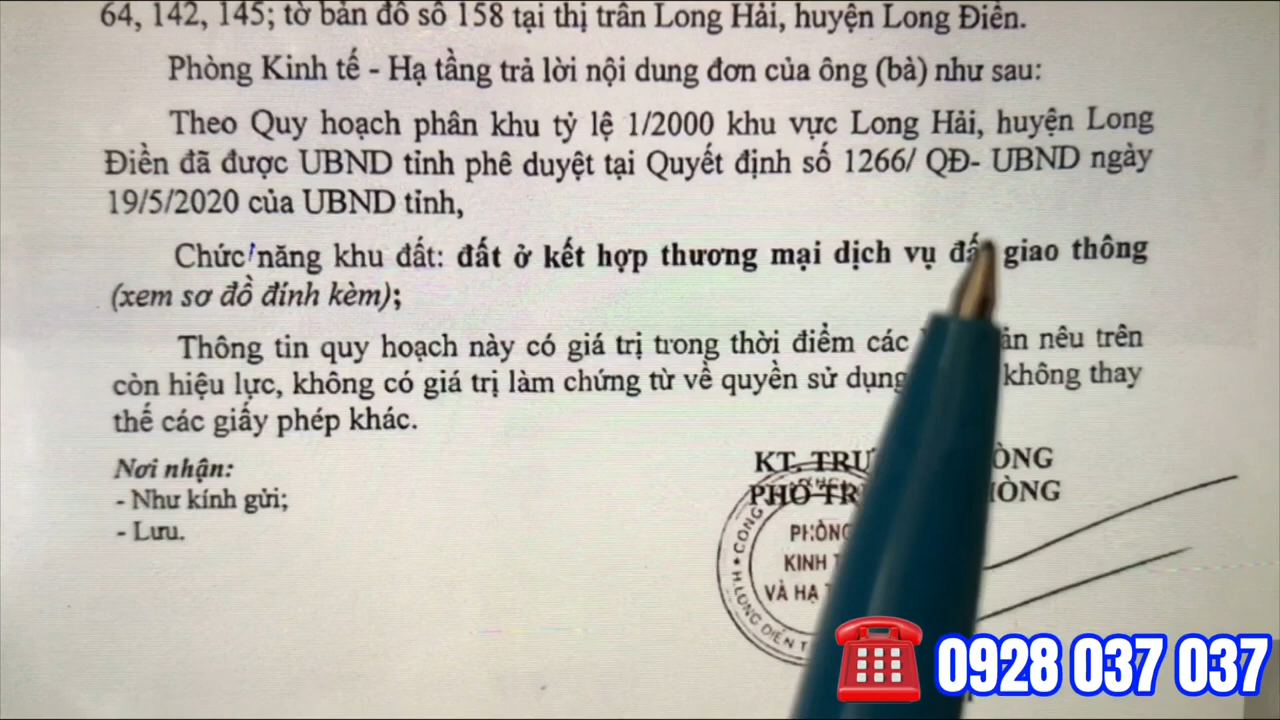 64, 142, 145; tờ bản đồ số 158 tại thị trấn Long Hải, huyện Long Điền.
Phòng Kinh tế - Hạ tầng trả lời nội dung đơn của ông (bà) như sau:
Theo Quy hoạch phân khu tỷ lệ 1/2000 khu vực Long Hải, huyện Long
Điền đã được UBND tỉnh phê duyệt tại Quyết định số 1266/ QĐ- UBND ngày
19/5/2020 của UBND tỉnh,
Chức năng khu đất: đất ở kết hợp thương mại dịch vụ đất giao thông
(xem sơ đồ đính kèm);
Thông tin quy hoạch này có giá trị trong thời điểm các nêu trên
còn hiệu lực, không có giá trị làm chứng từ về quyền sử dụng không thay
thế các giấy phép khác.
Nơi nhận:
- Như kính gửi;
- Lưu.
KT. TRƯ ÒNG
PHÓ TR HÒNG
PHÒNG
KINH
VÀ HẠ
LONG ĐIỀN
0928 037 037